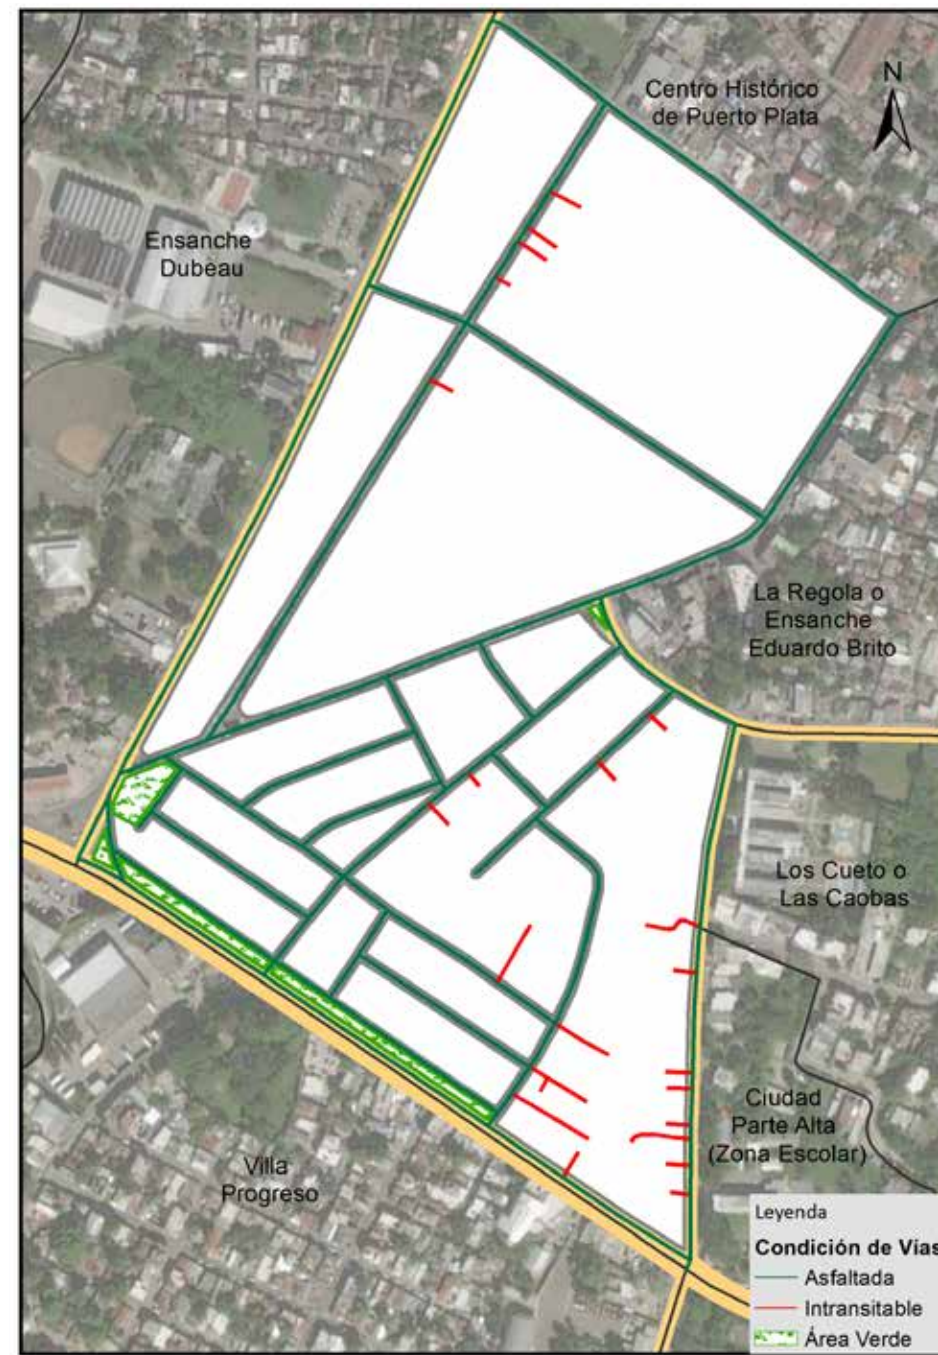 Centro Histórico
de Puerto Plata
N
Ensanche
Dubeau
La Regola o
Ensanche
Eduardo Brito
Los Cueto o
Las Caobas
Ciudad
Parte Alta
(Zona Escolar)
Villa
Progreso
Leyenda
Condición de Vías
Asfaltada
Intransitable
Área Verde